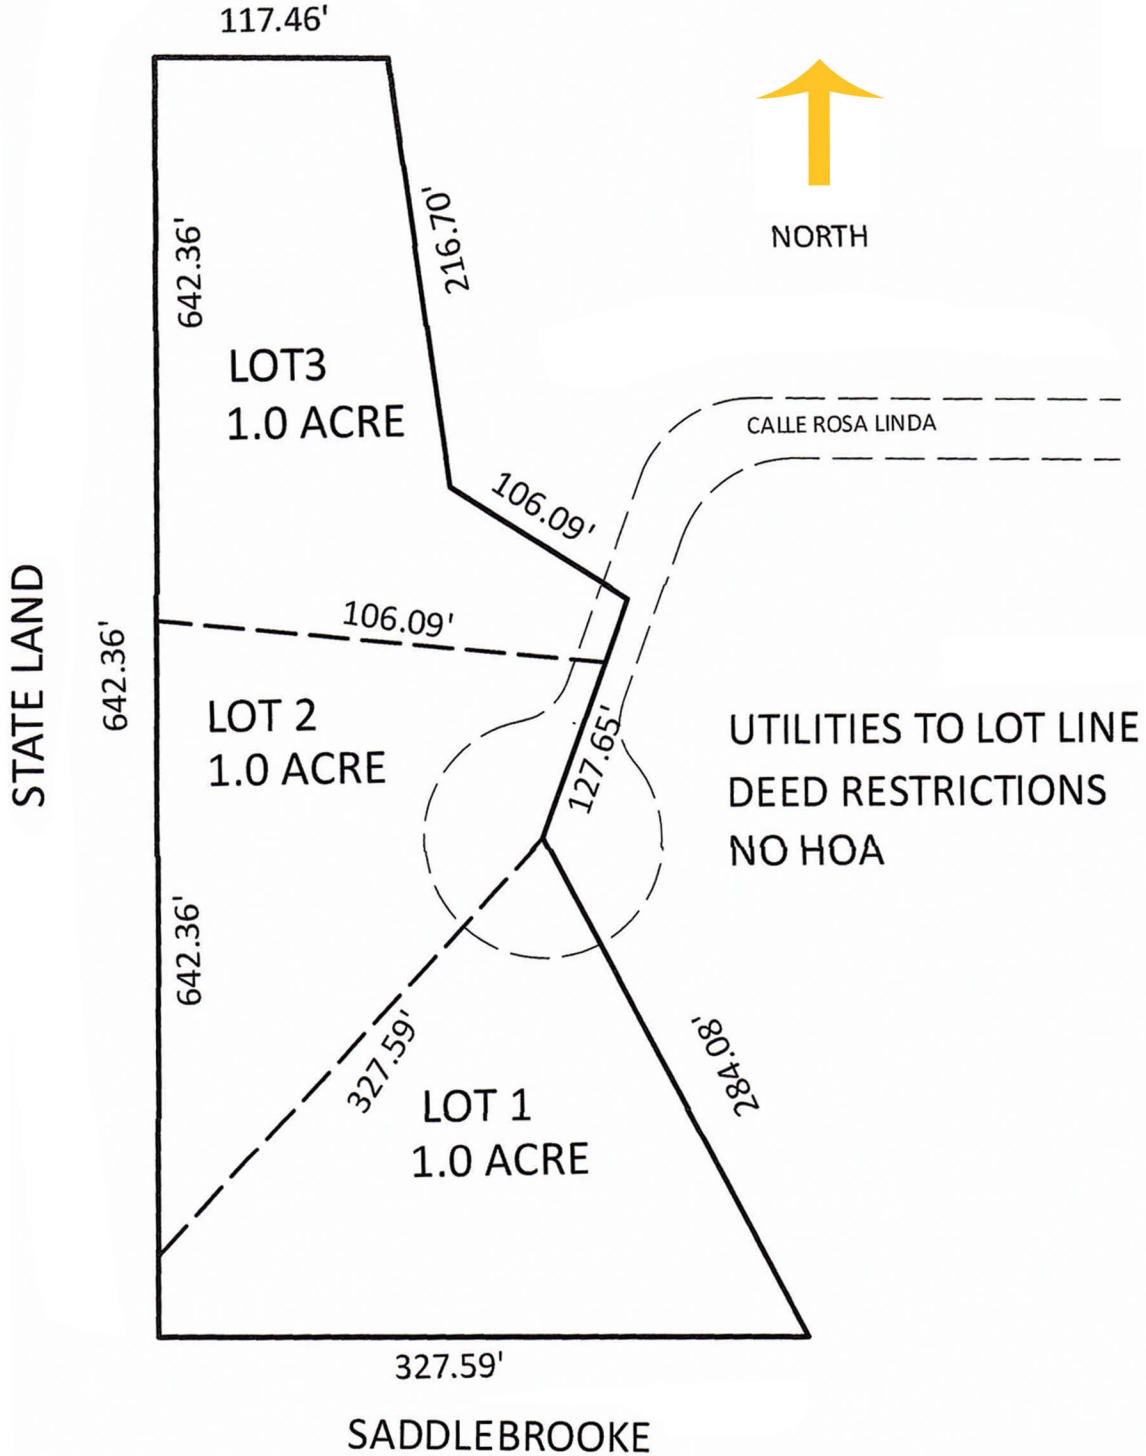 117.46'
NORTH
216.70'
642.36'
LOT3
1.0 ACRE
CALLE ROSA LINDA
106.09'
STATE LAND
106.09'
642.36'
LOT 2
1.0 ACRE
127.65'
UTILITIES TO LOT LINE
DEED RESTRICTIONS
NO HOA
642.36'
327.59'
284.08'
LOT 1
1.0 ACRE
327.59'
SADDLEBROOKE